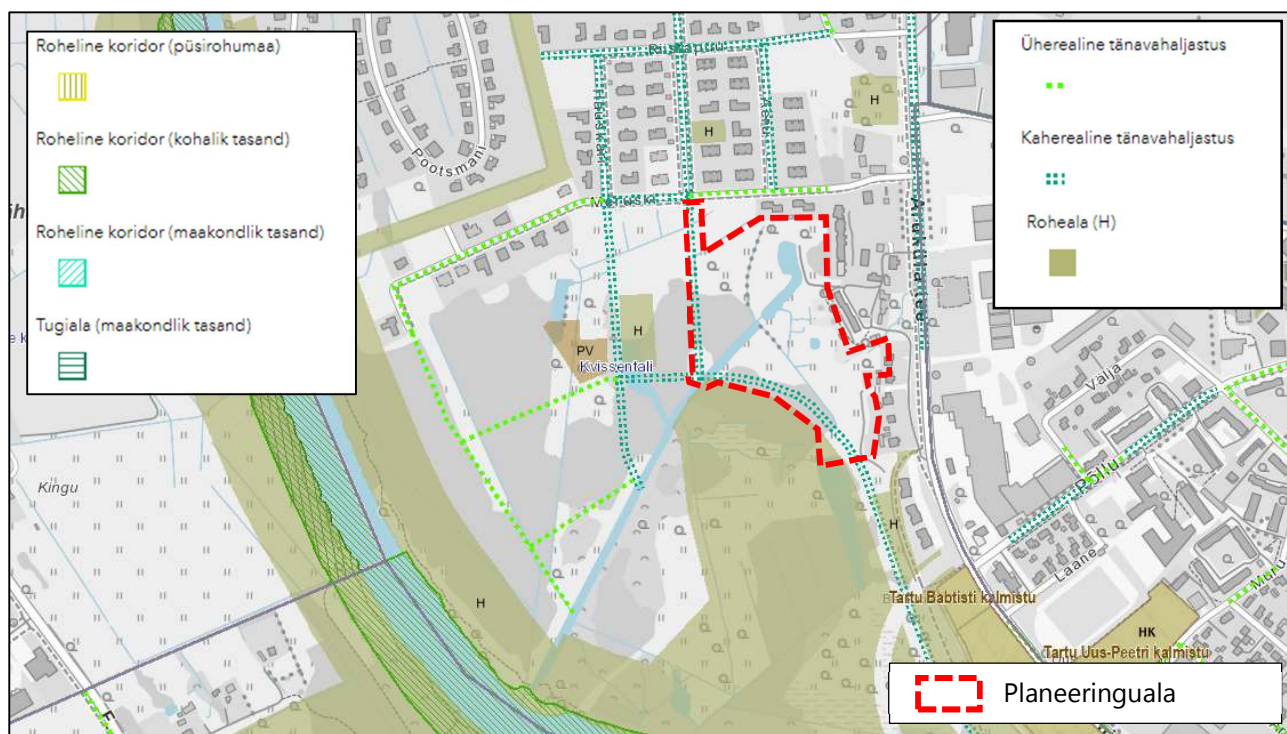 Roheline koridor (püsirohumaa)
Roheline koridor (kohalik tasand)
Roheline koridor (maakondlik tasand)
Tugiala (maakondlik tasand)
Üherealine tänavahaljastus
Kaherealine tänavahaljastus
Roheala (H)
Pootsmani
H
H
PV
H
Kvissentali
Välja
Põllu
Kingu
Laane
H
H
Tartu Babtisti kalmistu
HK
Tartu Uus-Peetri kalmistu
Planeeringuala